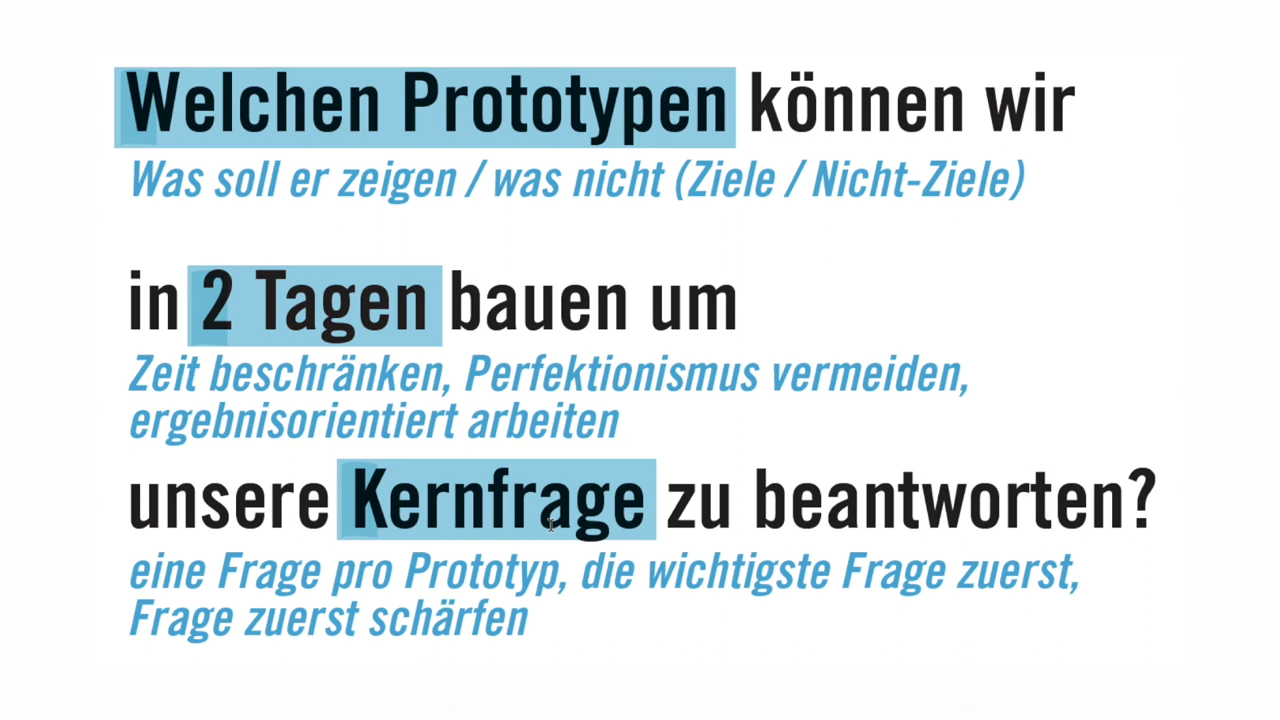 Welchen Prototypen können wir
Was soll er zeigen / was nicht (Ziele / Nicht-Ziele)
in 2 Tagen bauen um
Zeit beschränken, Perfektionismus vermeiden,
ergebnisorientiert arbeiten
unsere Kernfrage zu beantworten?
eine Frage pro Prototyp, die wichtigste Frage zuerst,
Frage zuerst schärfen